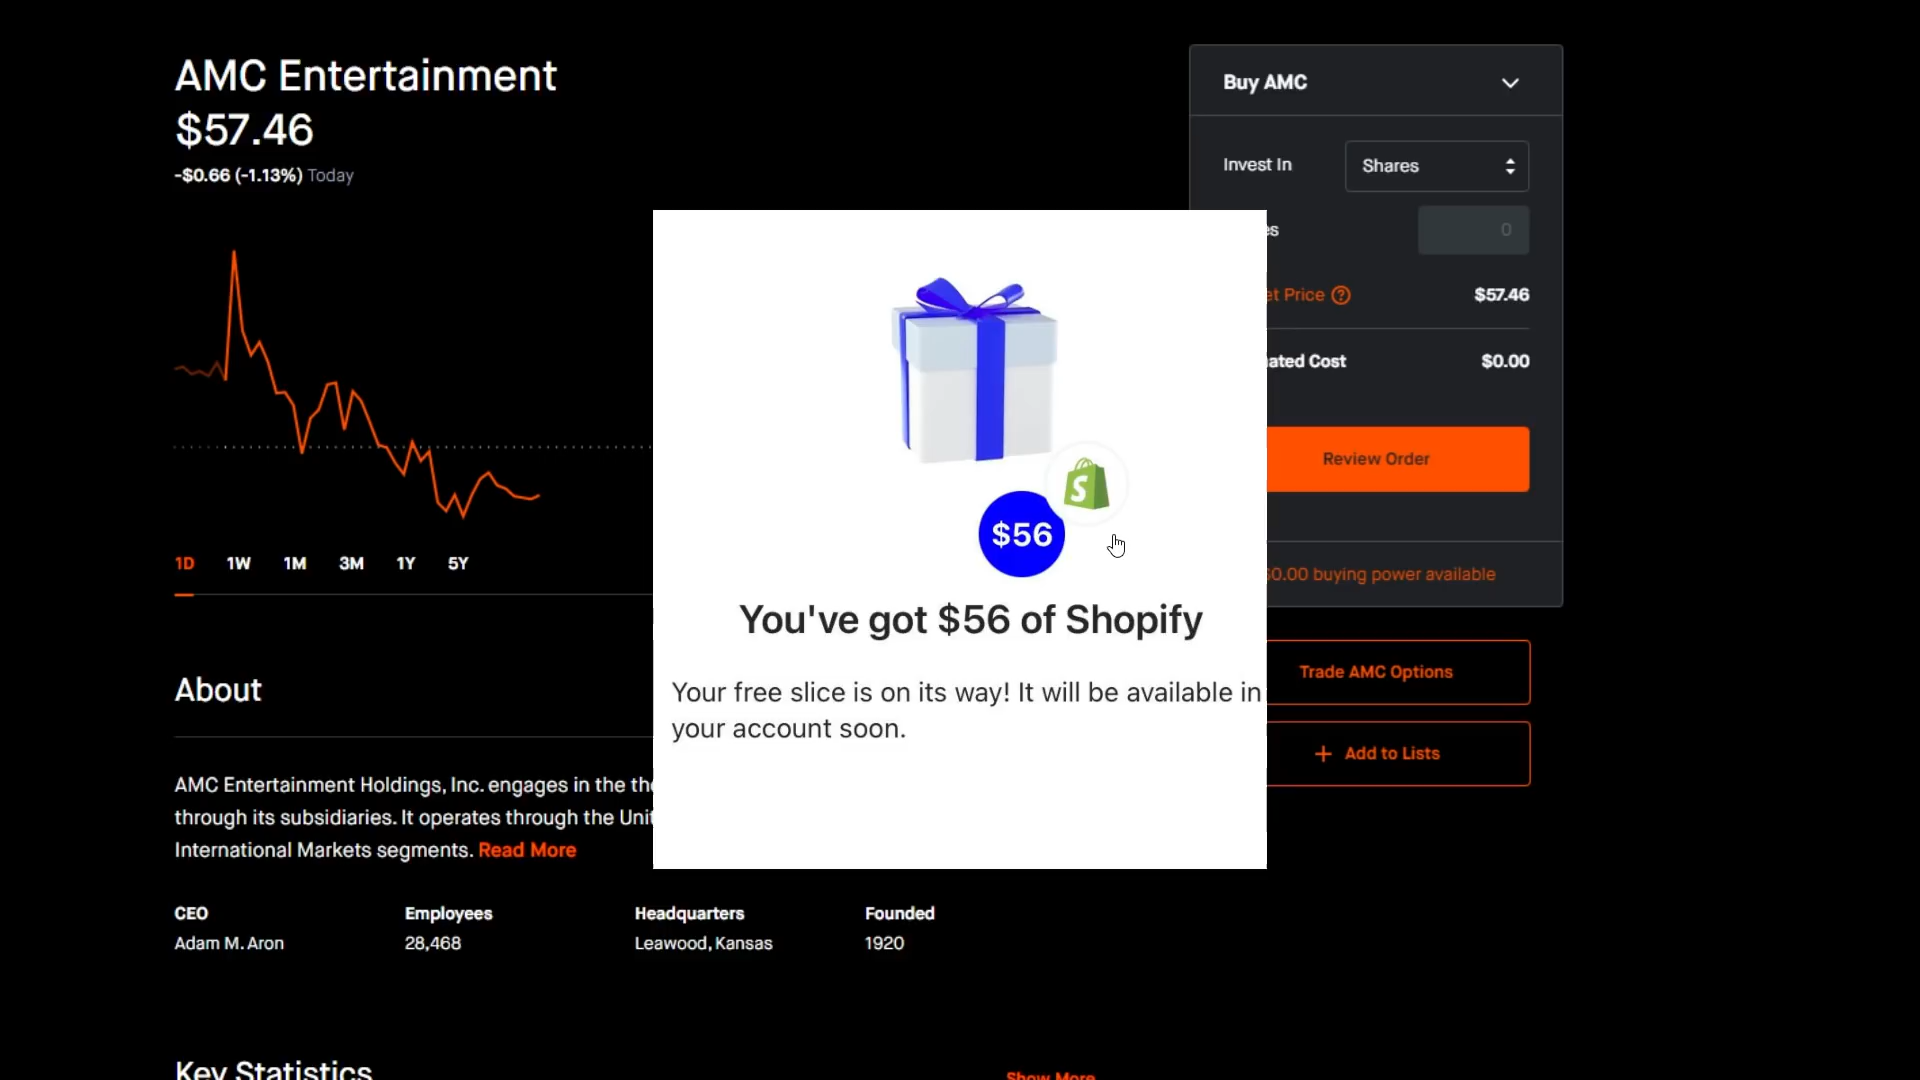 AMC Entertainment
$57.46
-$0.66 (-1.13%) Today
1D 1W 1M 3M 1Y 5Y
About
AMC Entertainment Holdings, Inc. engages in the
through its subsidiaries. It operates through the
International Markets segments. Read More
CEO
Adam M. Aron
Employees
28,468
Headquarters
Leawood, Kansas
Founded
1920
Key Statistics
Show More
$56
You've got $56 of Shopify
Your free slice is on its way! It will be available in
your account soon.
Buy AMC
Invest In Shares
0
Price $57.46
Cost $0.00
Review Order
$0.00 buying power available
Trade AMC Options
+ Add to Lists